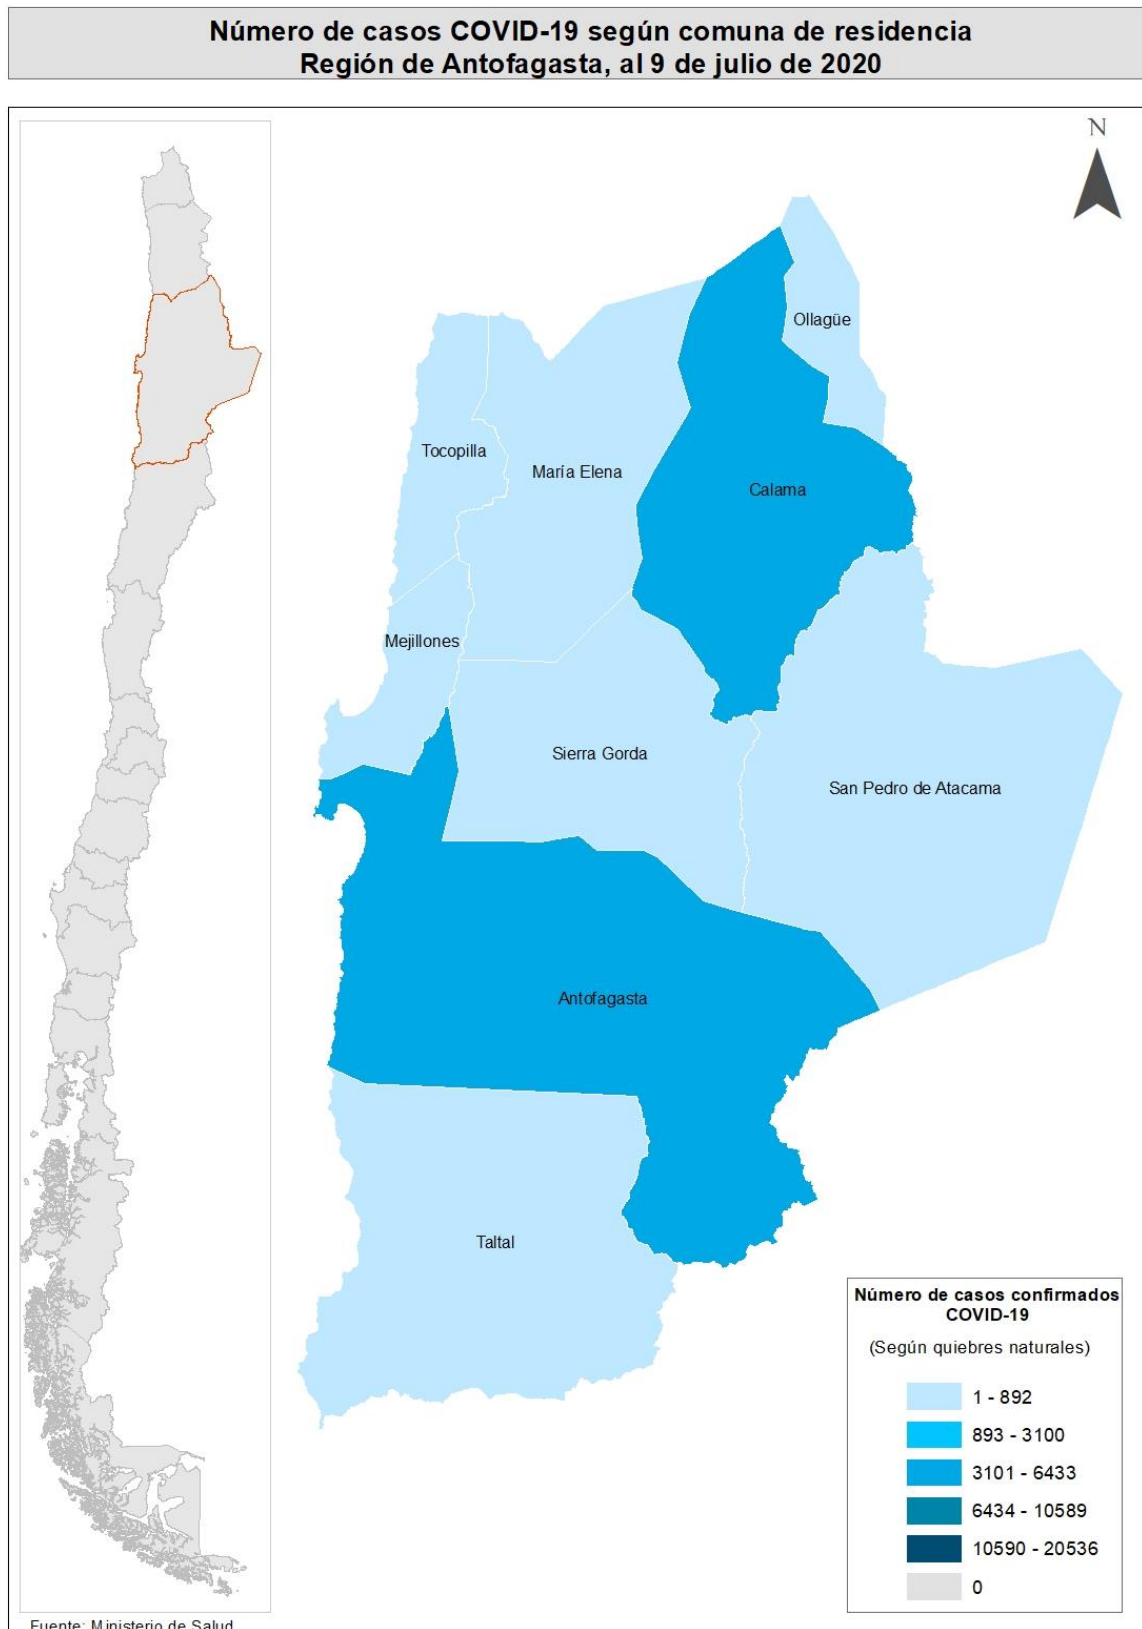 Número de casos COVID-19 según comuna de residencia
Región de Antofagasta, al 9 de julio de 2020
N
Ollagüe
Tocopilla
María Elena
Calama
Mejillones
Sierra Gorda
San Pedro de Atacama
Antofagasta
Taltal
Número de casos confirmados
COVID-19
(Según quiebres naturales)
1 - 892
893 - 3100
3101 - 6433
6434 - 10589
10590 - 20536
0
Fuente: Ministerio de Salud